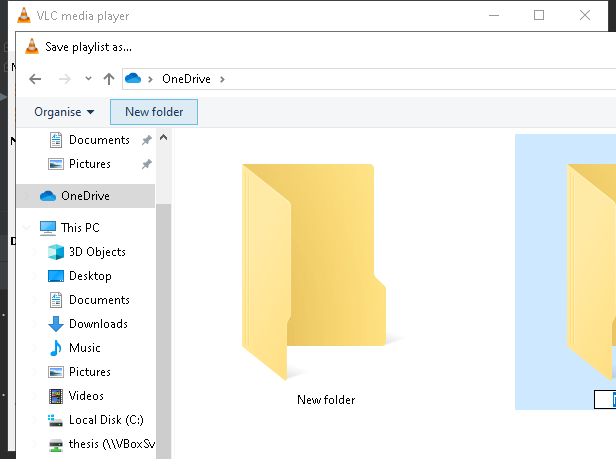 VLC media player
Save playlist as...
OneDrive
Organise
New folder
Documents
Pictures
OneDrive
This PC
3D Objects
Desktop
Documents
Downloads
Music
Pictures
Videos
Local Disk (C:)
thesis (\\VBoxSv
New folder